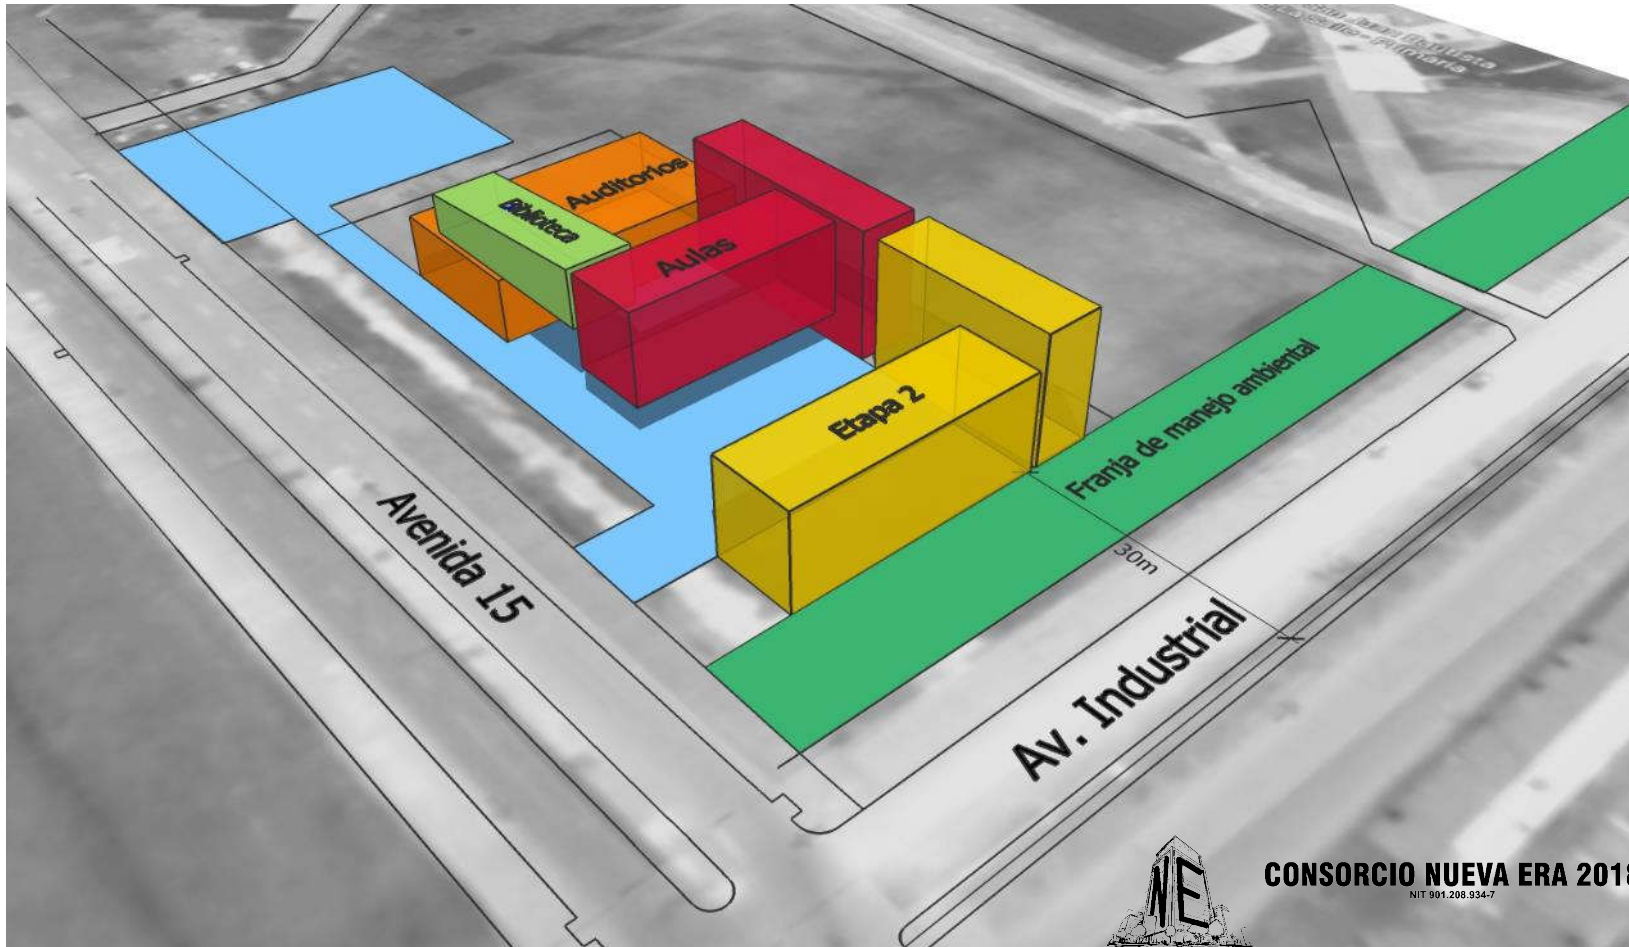 Auditorios
Biblioteca
Aulas
Etapa 2
Franja de manejo ambiental
30m
Avenida 15
Av. Industrial
NE
CONSORCIO NUEVA ERA 2018
NIT 901.208.934-7